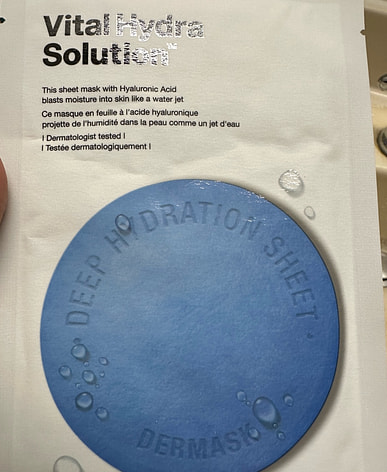 Vital Hydra
Solution™
This sheet mask with Hyaluronic Acid
blasts moisture into skin like a water jet
Ce masque en feuille à l'acide hyaluronique
projette de l'humidité dans la peau comme un jet d'eau
| Dermatologist tested |
| Testée dermatologiquement |
· DEEP HYDRATION SHEET ·
DERMASK